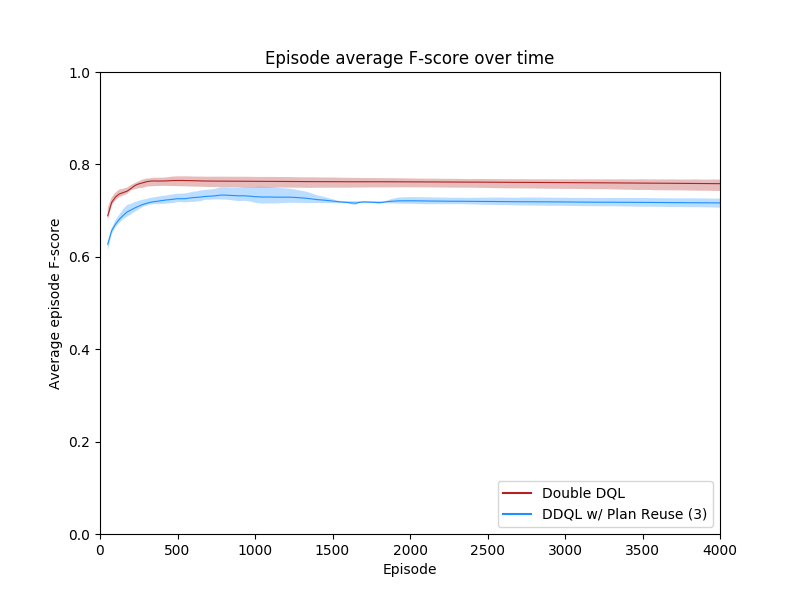 Episode average F-score over time
Average episode F-score
1.0
0.8
0.6
0.4
0.2
0.0
0 500 1000 1500 2000 2500 3000 3500 4000
Episode
Double DQL
DDQL w/ Plan Reuse (3)